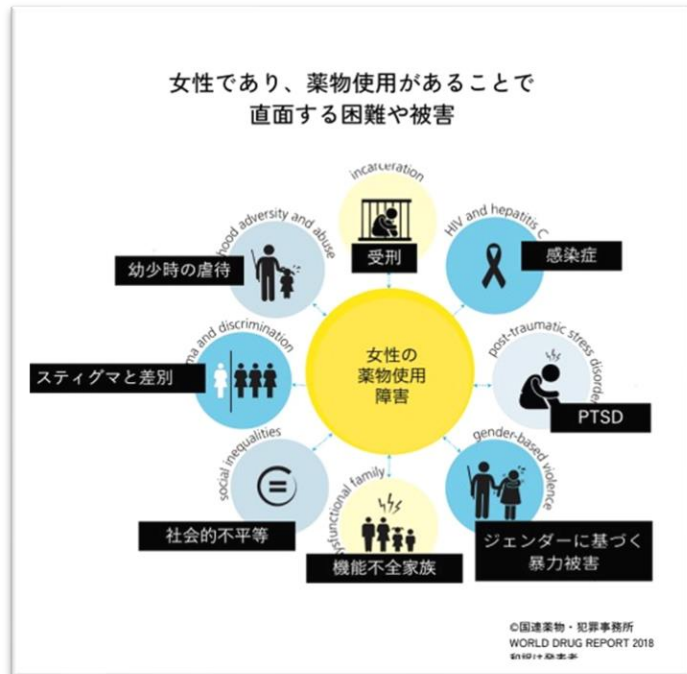 女性であり、薬物使用があることで
直面する困難や被害
incarceration
受刑
HIV and hepatitis C
感染症
post-traumatic stress disorder
PTSD
gender-based violence
ジェンダーに基づく
暴力被害
dysfunctional family
機能不全家族
social inequalities
社会的不平等
and discrimination
スティグマと差別
adversity and abuse
幼少時の虐待
女性の
薬物使用
障害
©国連薬物・犯罪事務所
WORLD DRUG REPORT 2018